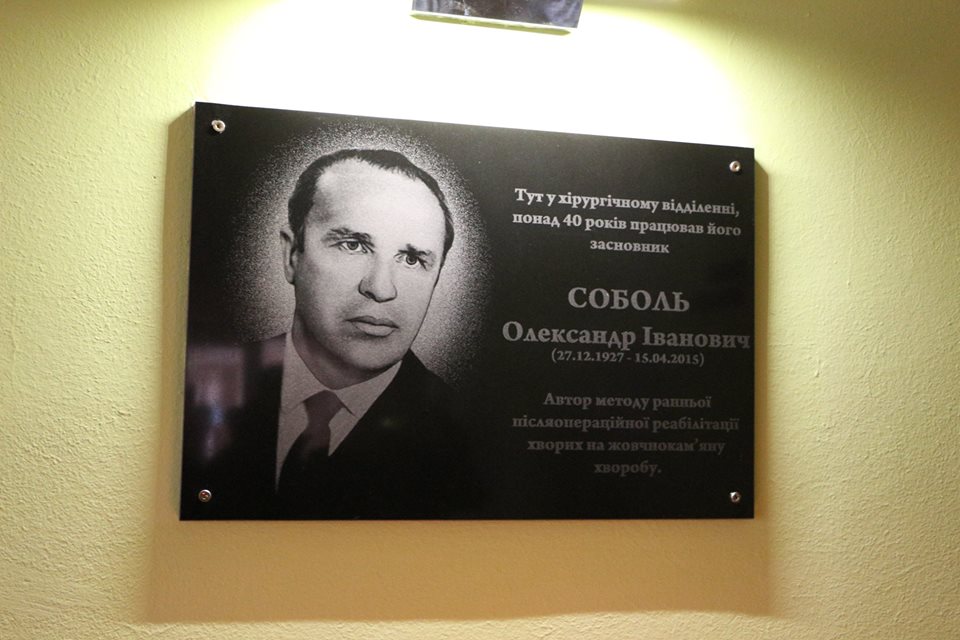 Тут у хірургічному відділенні,
понад 40 років працював його
засновник
СОБОЛЬ
Олександр Іванович
(27.12.1927 - 15.04.2015)
Автор методу ранньої
післяопераційної реабілітації
хворих на жовчнокам'яну
хворобу.